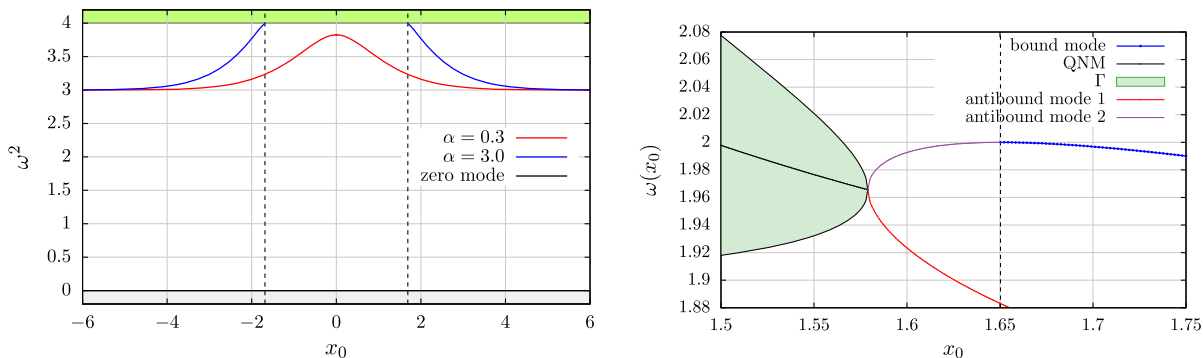 4
3.5
3
2.5
2
1.5
1
0.5
0
ω²
α = 0.3
α = 3.0
zero mode
−6 −4 −2 0 2 4 6
x₀
2.08
2.06
2.04
2.02
2
1.98
1.96
1.94
1.92
1.9
1.88
ω(x₀)
bound mode
QNM
Γ
antibound mode 1
antibound mode 2
1.5 1.55 1.6 1.65 1.7 1.75
x₀